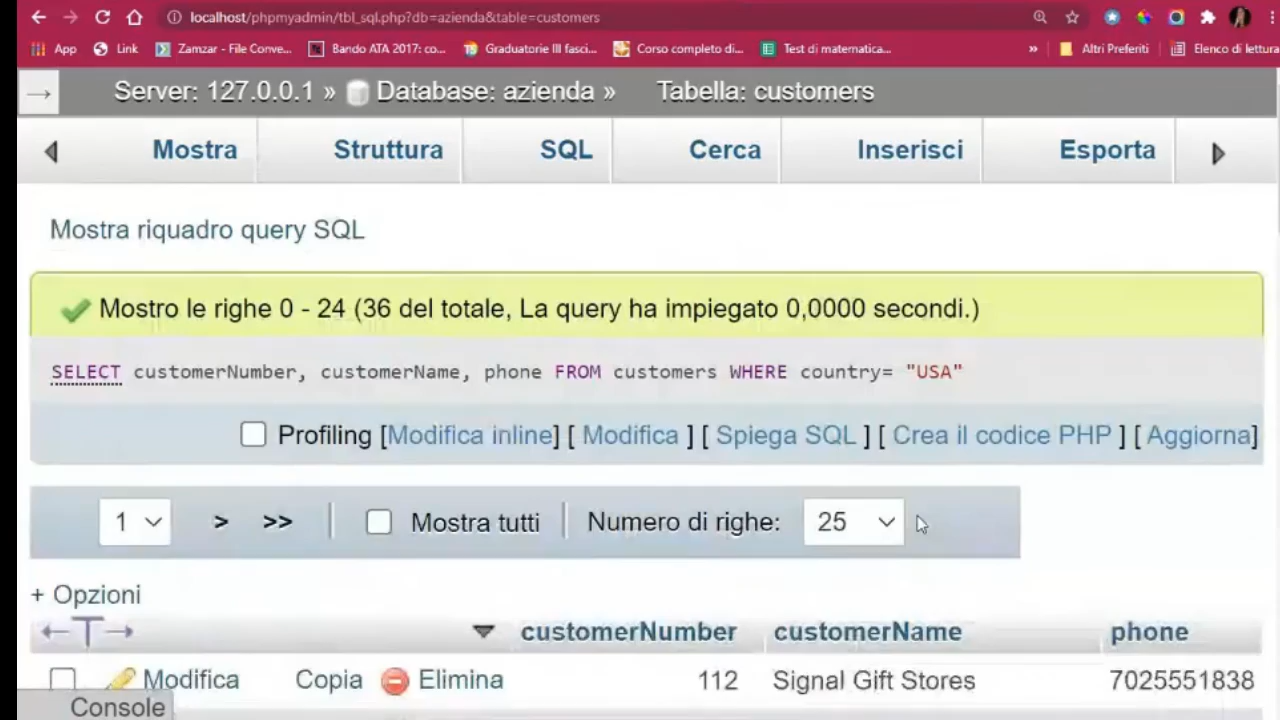 localhost/phpmyadmin/tbl_sql.php?db=azienda&table=customers
App Link Zamzar - File Conve... Bando ATA 2017: co... Graduatorie III fasci... Corso completo di... Test di matematica... » Altri Preferiti Elenco di lettura
Server: 127.0.0.1 » Database: azienda » Tabella: customers
Mostra Struttura SQL Cerca Inserisci Esporta
Mostra riquadro query SQL
Mostro le righe 0 - 24 (36 del totale, La query ha impiegato 0,0000 secondi.)
SELECT customerNumber, customerName, phone FROM customers WHERE country= "USA"
Profiling [Modifica inline] [ Modifica ] [ Spiega SQL ] [ Crea il codice PHP ] [ Aggiorna]
1 > >> Mostra tutti Numero di righe: 25
+ Opzioni
←T→ customerNumber customerName phone
Modifica Copia Elimina 112 Signal Gift Stores 7025551838
Console